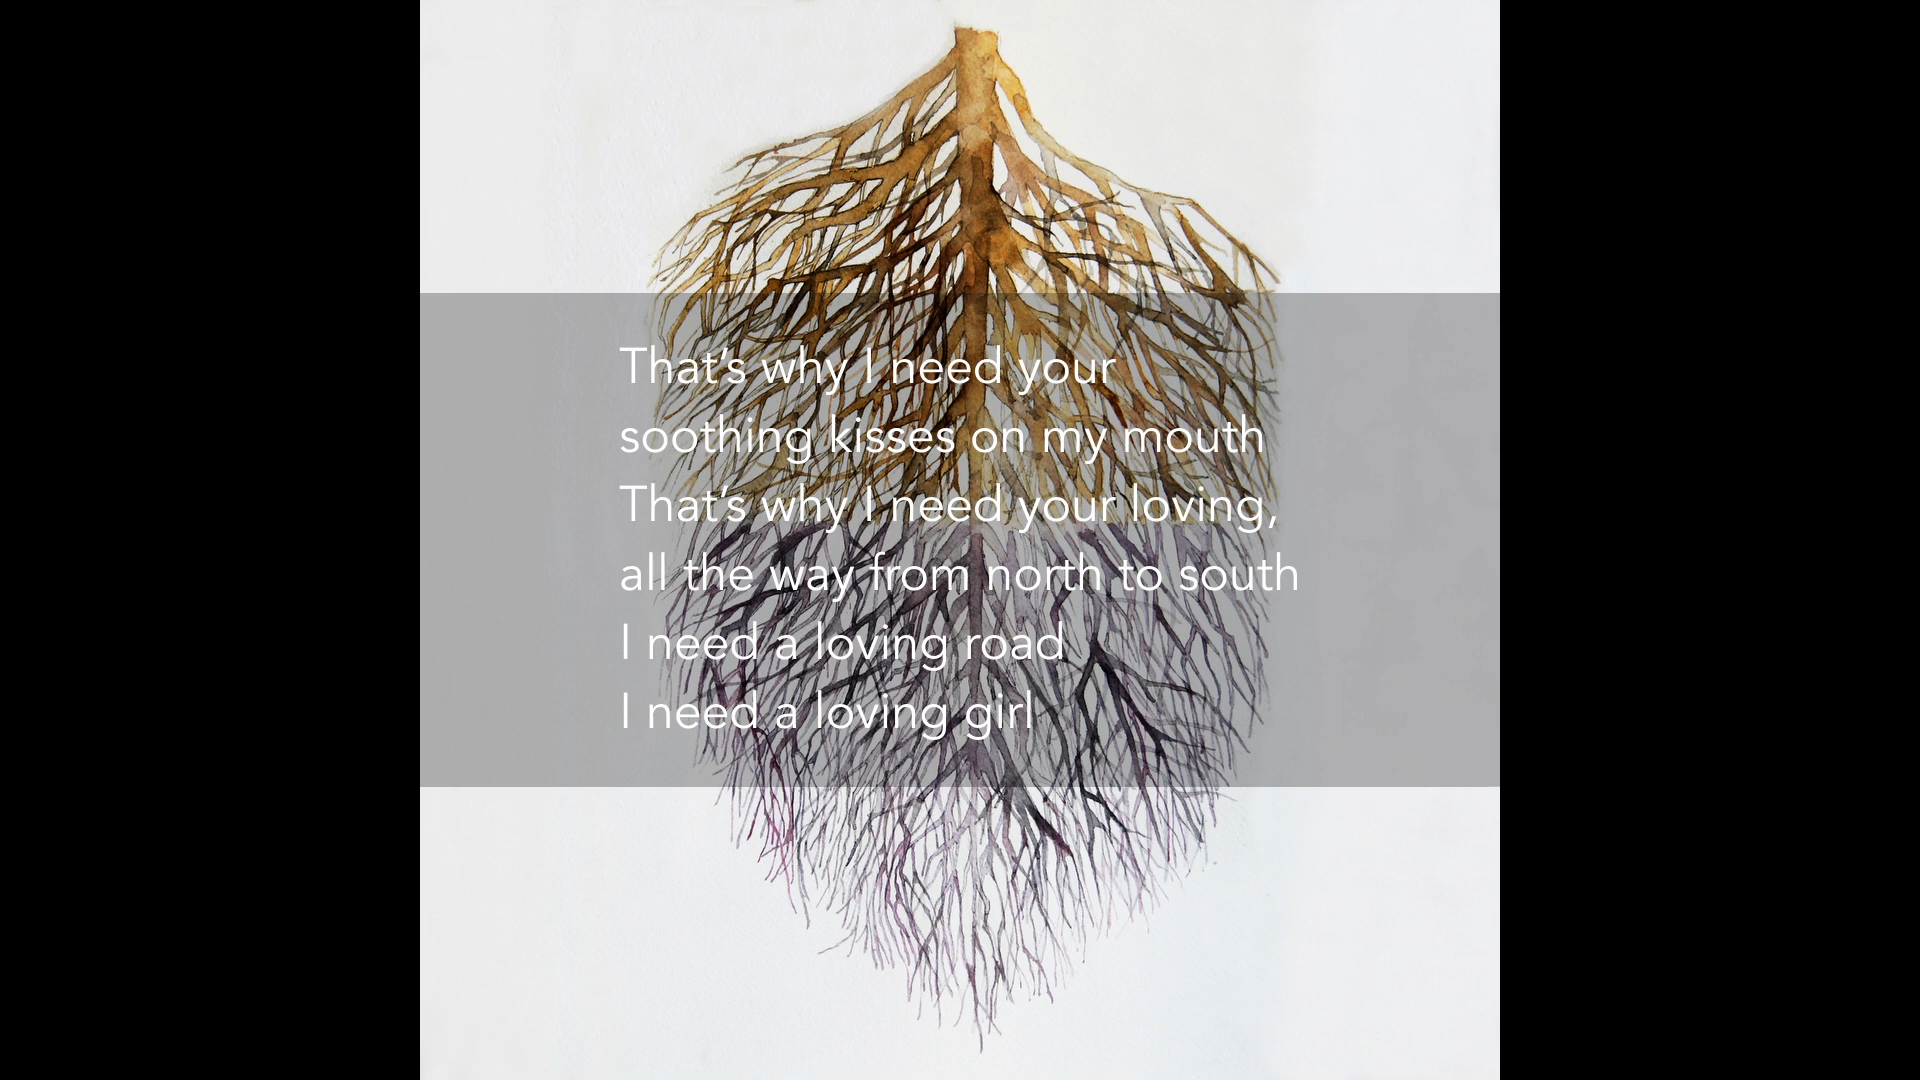 That’s why I need your
soothing kisses on my mouth
That’s why I need your loving,
all the way from north to south
I need a loving road
I need a loving girl